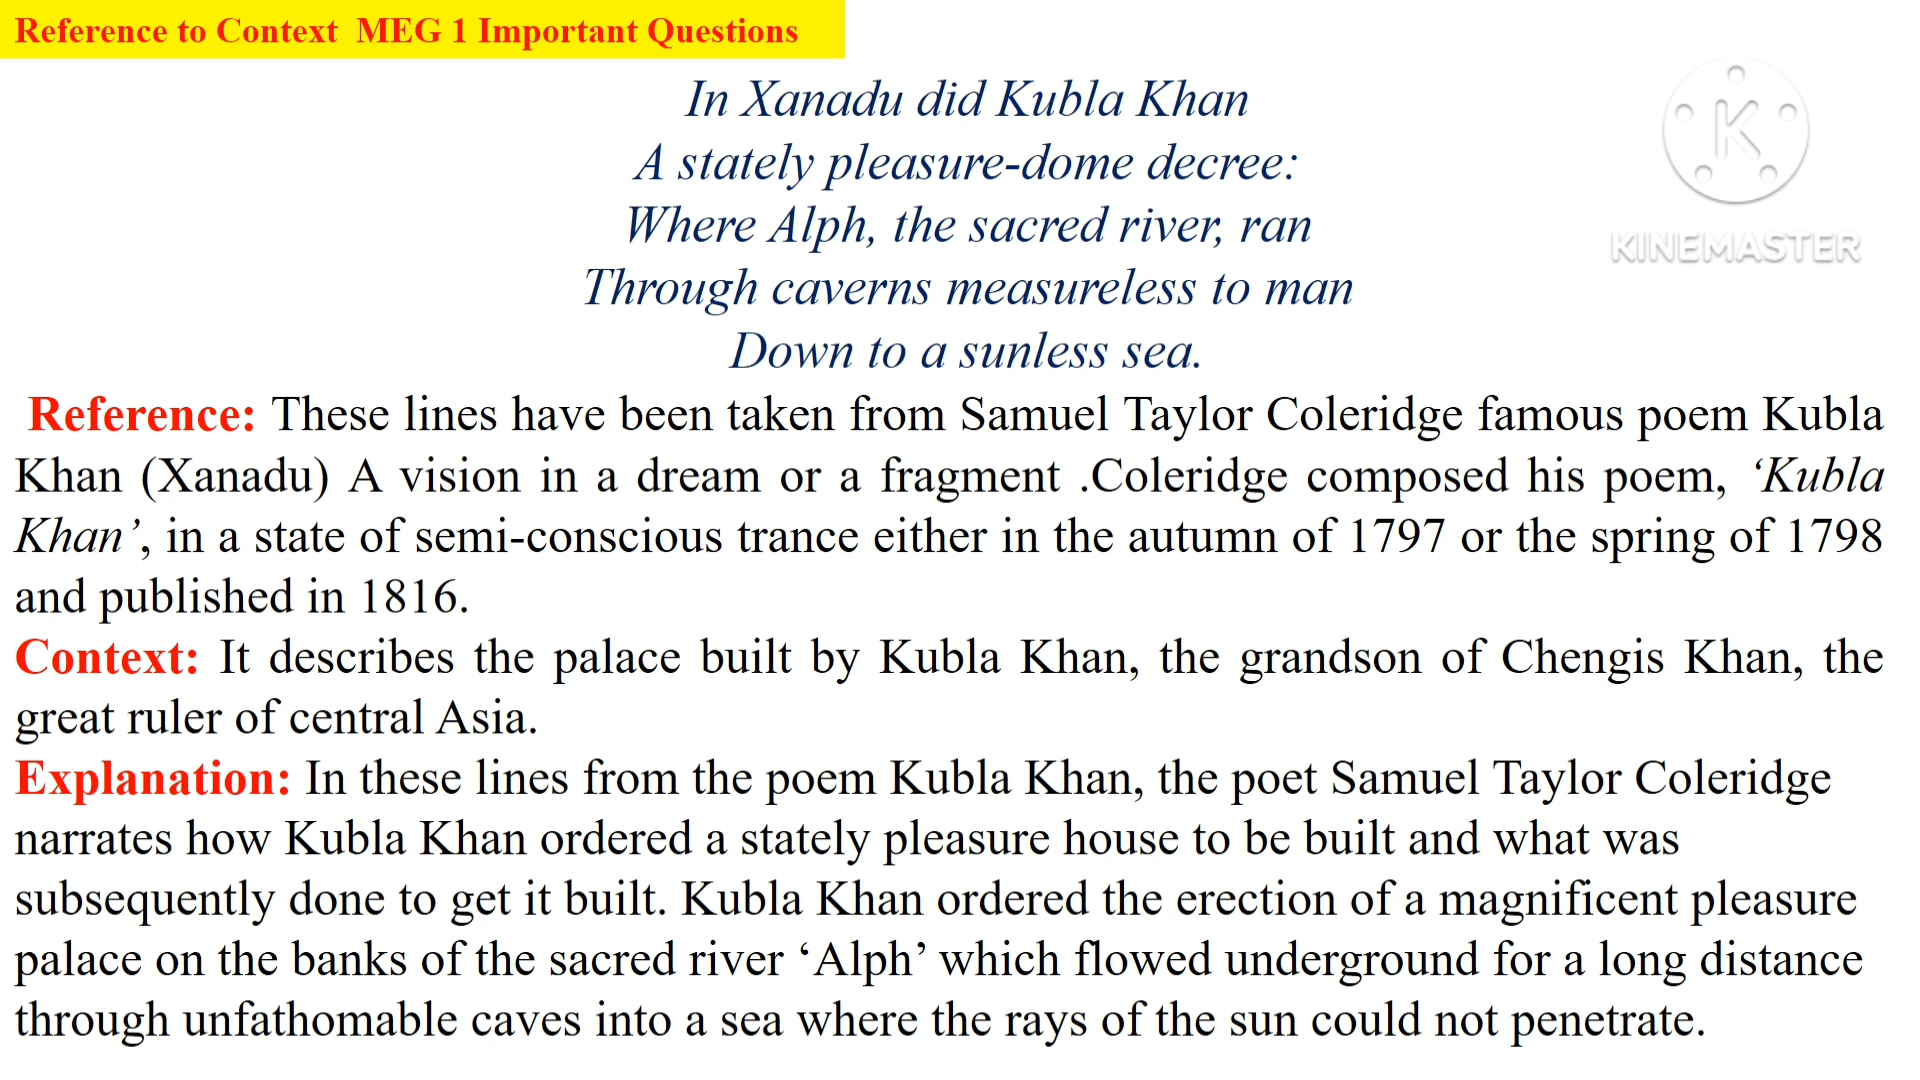 Reference to Context MEG 1 Important Questions
In Xanadu did Kubla Khan
A stately pleasure-dome decree:
Where Alph, the sacred river, ran
Through caverns measureless to man
Down to a sunless sea.
K
KINEMASTER
Reference: These lines have been taken from Samuel Taylor Coleridge famous poem Kubla
Khan (Xanadu) A vision in a dream or a fragment .Coleridge composed his poem, ‘Kubla
Khan’, in a state of semi-conscious trance either in the autumn of 1797 or the spring of 1798
and published in 1816.
Context: It describes the palace built by Kubla Khan, the grandson of Chengis Khan, the
great ruler of central Asia.
Explanation: In these lines from the poem Kubla Khan, the poet Samuel Taylor Coleridge
narrates how Kubla Khan ordered a stately pleasure house to be built and what was
subsequently done to get it built. Kubla Khan ordered the erection of a magnificent pleasure
palace on the banks of the sacred river ‘Alph’ which flowed underground for a long distance
through unfathomable caves into a sea where the rays of the sun could not penetrate.